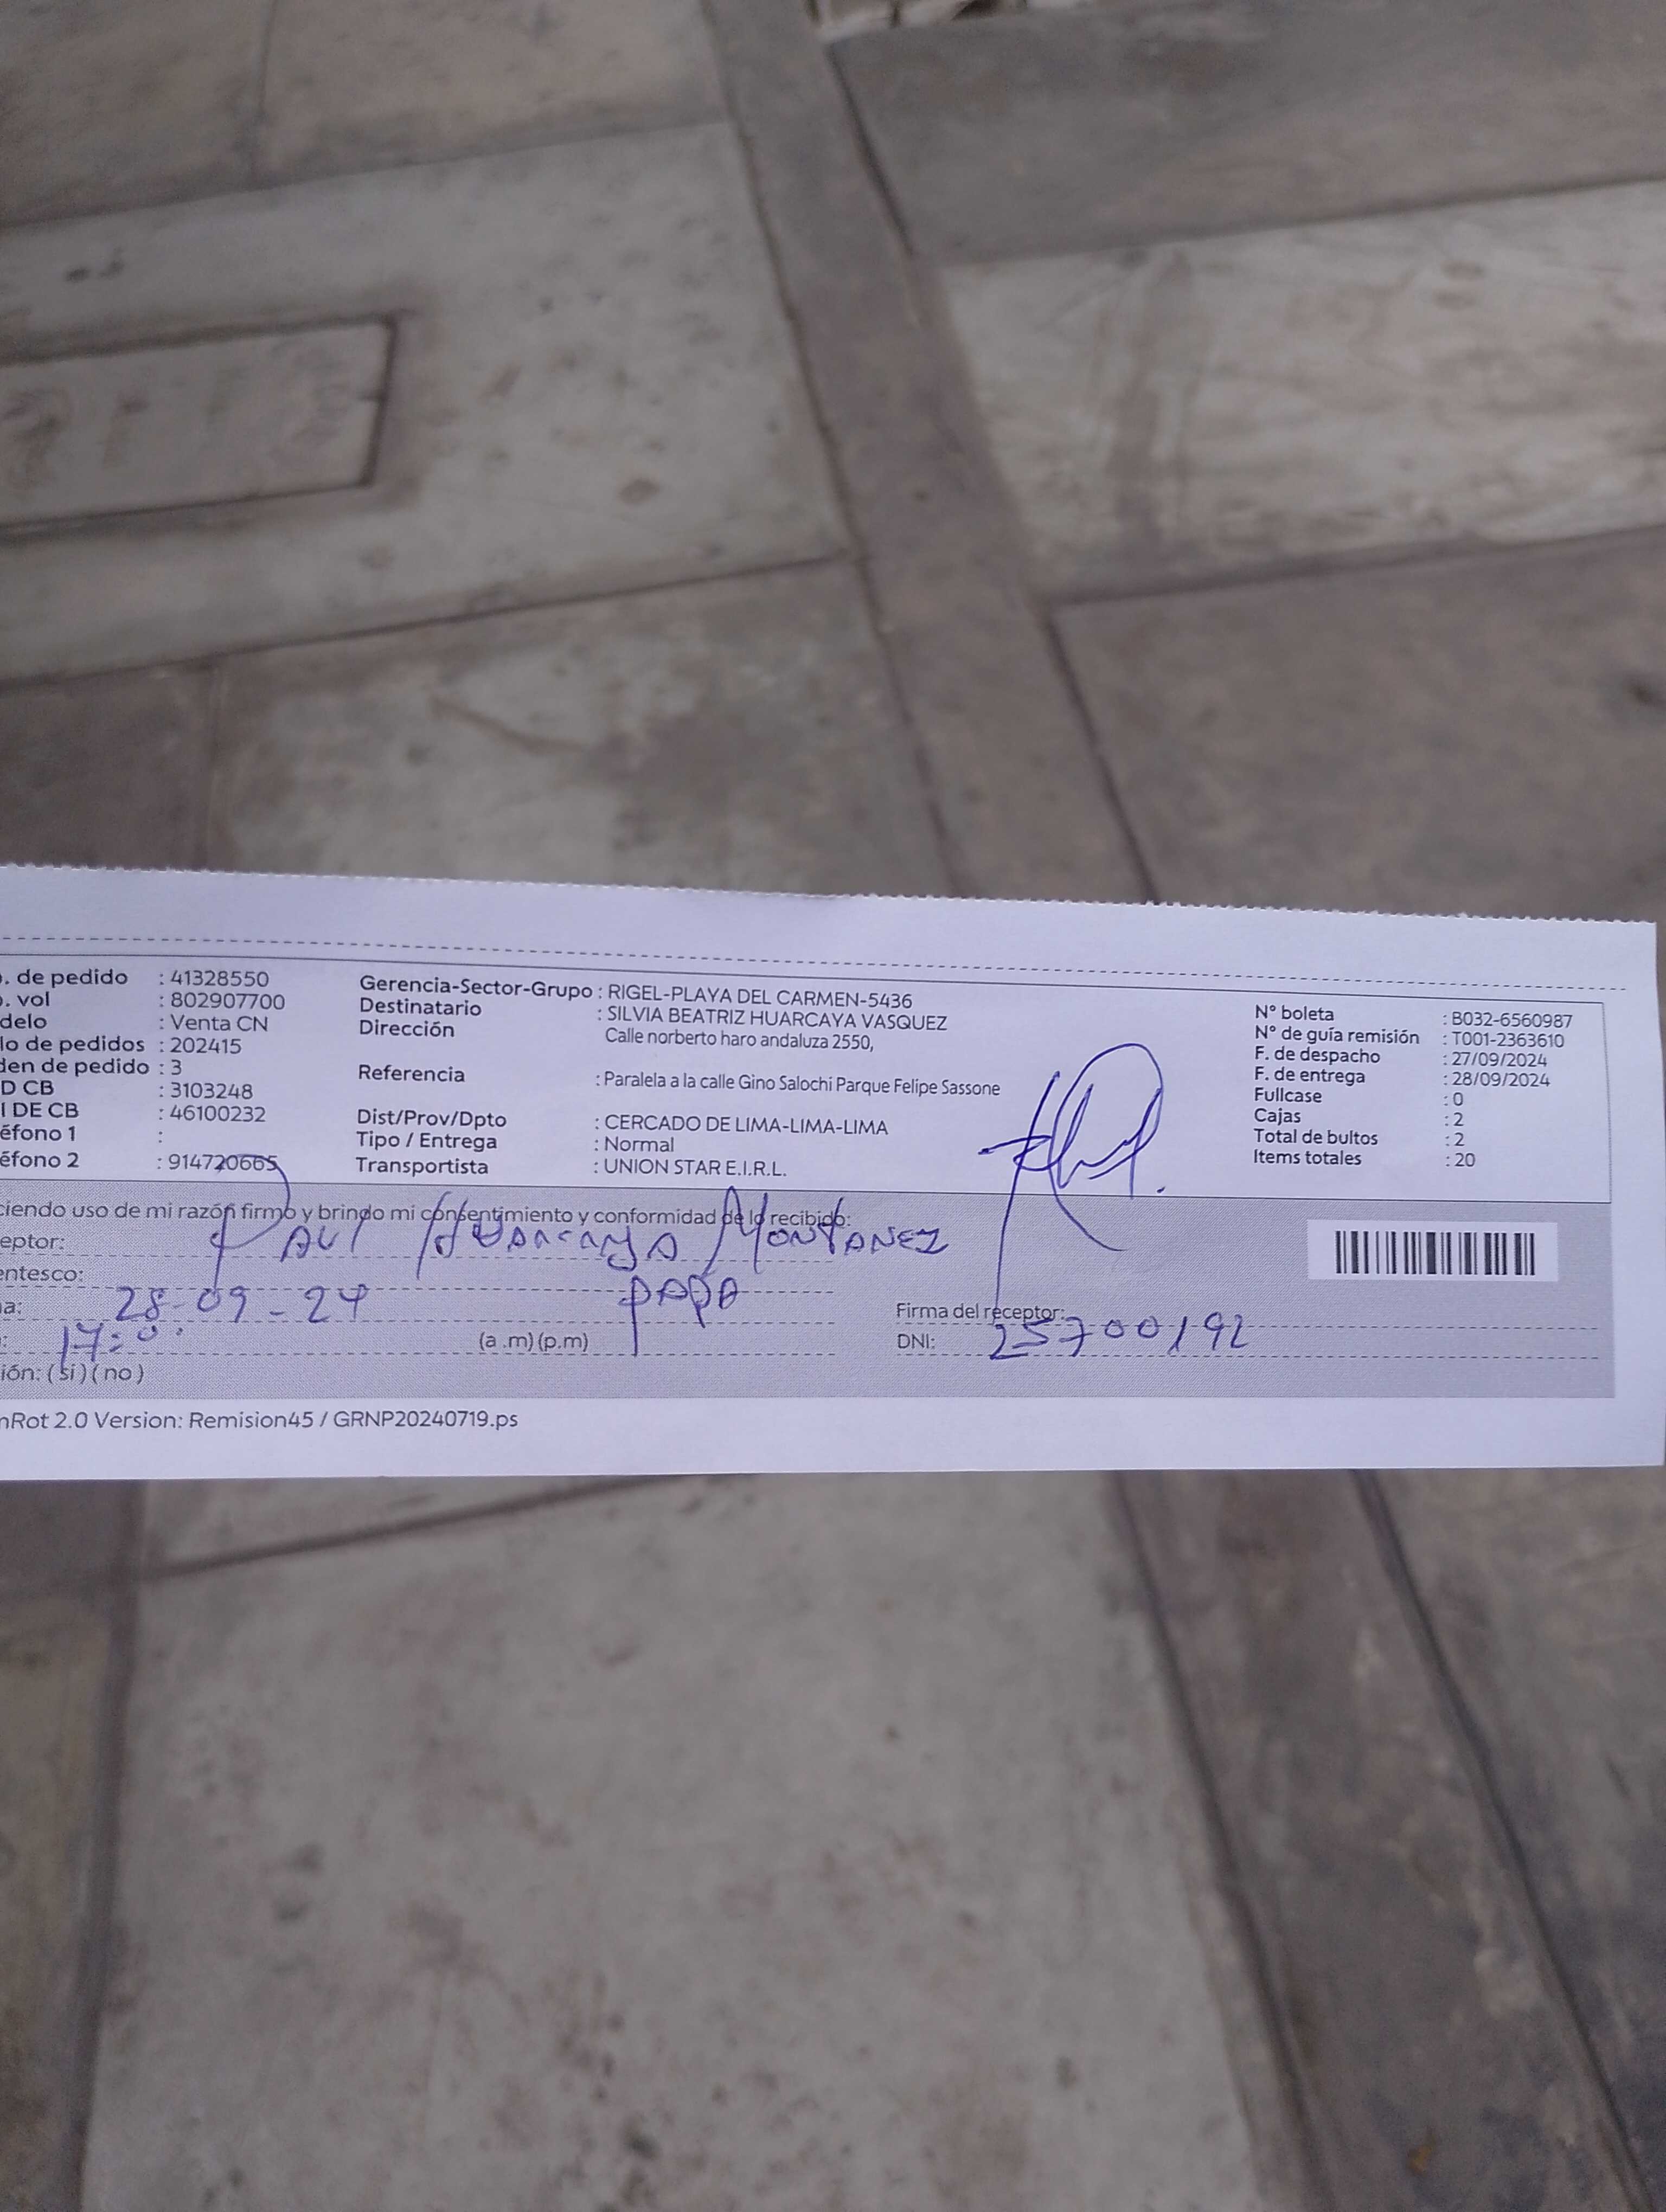 . de pedido : 41328550
. vol : 802907700
delo : Venta CN
lo de pedidos : 202415
den de pedido : 3
D CB : 3103248
I DE CB : 46100232
éfono 1 :
éfono 2 : 914720665
Gerencia-Sector-Grupo : RIGEL-PLAYA DEL CARMEN-5436
Destinatario : SILVIA BEATRIZ HUARCAYA VASQUEZ
Dirección Calle norberto haro andaluza 2550,
Referencia : Paralela a la calle Gino Salochi Parque Felipe Sassone
Dist/Prov/Dpto : CERCADO DE LIMA-LIMA-LIMA
Tipo / Entrega : Normal
Transportista : UNION STAR E.I.R.L.
N° boleta : B032-6560987
N° de guía remisión : T001-2363610
F. de despacho : 27/09/2024
F. de entrega : 28/09/2024
Fullcase : 0
Cajas : 2
Total de bultos : 2
Items totales : 20
ciendo uso de mi razón firmo y brindo mi consentimiento y conformidad de lo recibido:
eptor: PAUl HuaRcaya MONTAÑEZ
entesco: papa
a: 28-09-24
: (a .m) (p.m)
ión: ( si ) ( no )
Firma del receptor:
DNI: 25700192
nRot 2.0 Version: Remision45 / GRNP20240719.ps